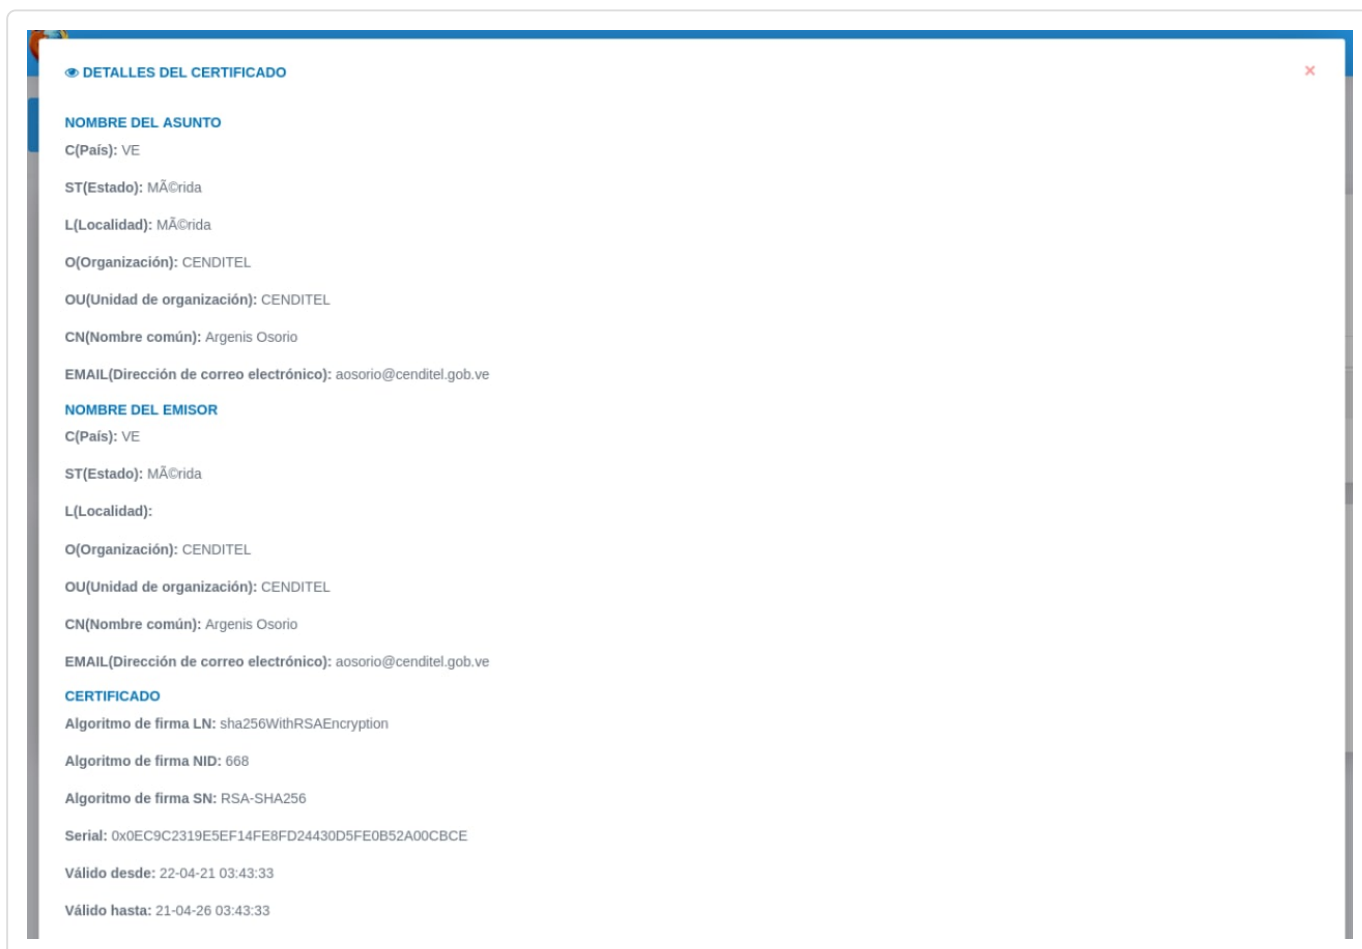 DETALLES DEL CERTIFICADO
×
NOMBRE DEL ASUNTO
C(País): VE
ST(Estado): MÃ©rida
L(Localidad): MÃ©rida
O(Organización): CENDITEL
OU(Unidad de organización): CENDITEL
CN(Nombre común): Argenis Osorio
EMAIL(Dirección de correo electrónico): aosorio@cenditel.gob.ve
NOMBRE DEL EMISOR
C(País): VE
ST(Estado): MÃ©rida
L(Localidad):
O(Organización): CENDITEL
OU(Unidad de organización): CENDITEL
CN(Nombre común): Argenis Osorio
EMAIL(Dirección de correo electrónico): aosorio@cenditel.gob.ve
CERTIFICADO
Algoritmo de firma LN: sha256WithRSAEncryption
Algoritmo de firma NID: 668
Algoritmo de firma SN: RSA-SHA256
Serial: 0x0EC9C2319E5EF14FE8FD24430D5FE0B52A00CBCE
Válido desde: 22-04-21 03:43:33
Válido hasta: 21-04-26 03:43:33